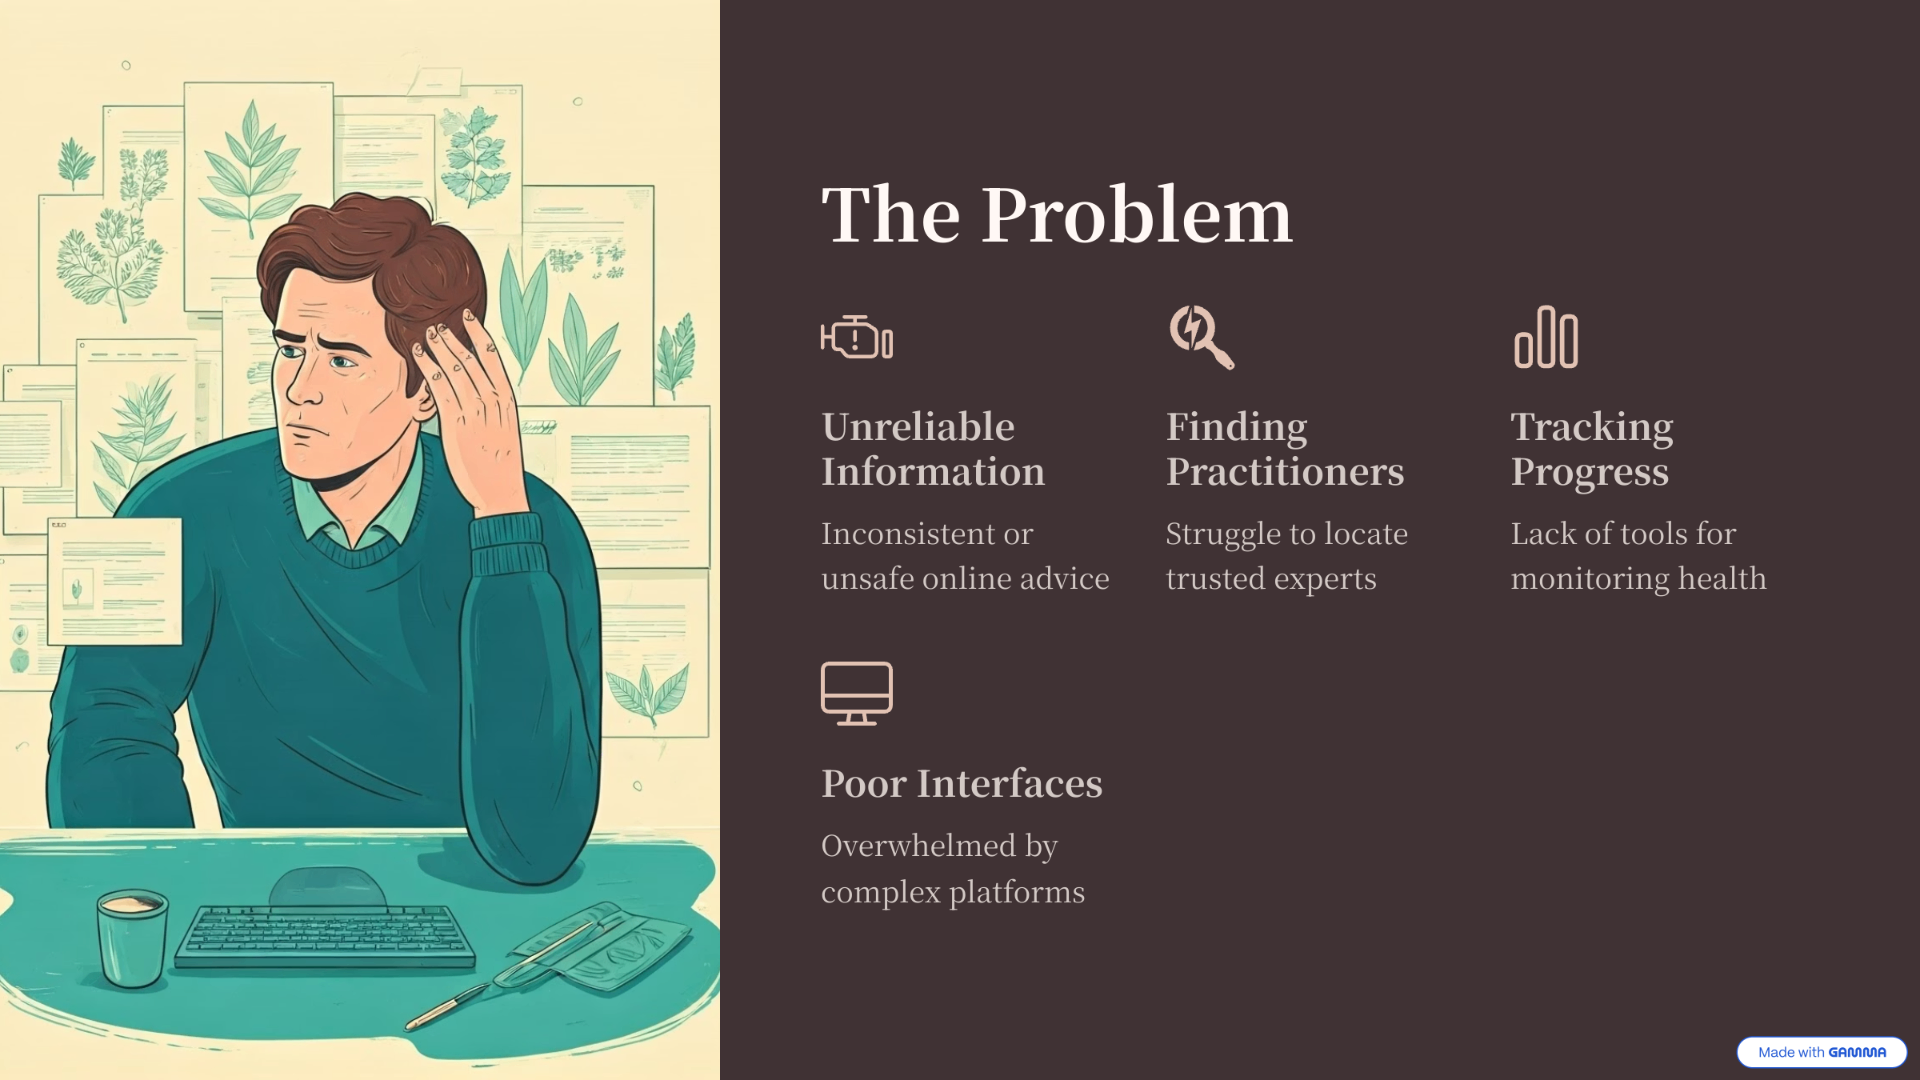 The Problem
Unreliable
Information
Inconsistent or
unsafe online advice
Finding
Practitioners
Struggle to locate
trusted experts
Tracking
Progress
Lack of tools for
monitoring health
Poor Interfaces
Overwhelmed by
complex platforms
Made with GAMMA